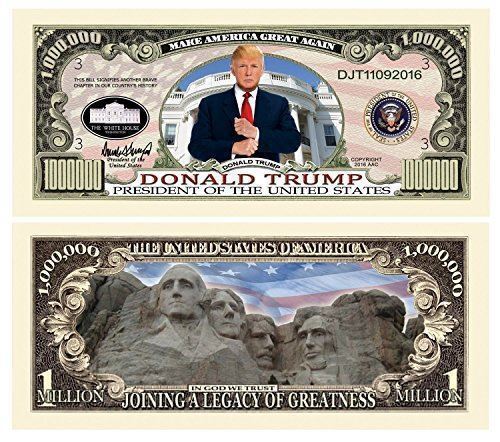 1,000,000
MAKE AMERICA GREAT AGAIN
1,000,000
3
3
THIS BILL SIGNIFIES ANOTHER BRAVE
CHAPTER IN OUR COUNTRY'S HISTORY
DJT11092016
THE WHITE HOUSE
WASHINGTON
3
3
President of the
United States
COPYRIGHT
2016 AAC
DONALD TRUMP
1000000
DONALD TRUMP
1000000
PRESIDENT OF THE UNITED STATES
1,000,000
THE UNITED STATES OF AMERICA
1,000,000
1
MILLION
IN GOD WE TRUST
JOINING A LEGACY OF GREATNESS
1
MILLION